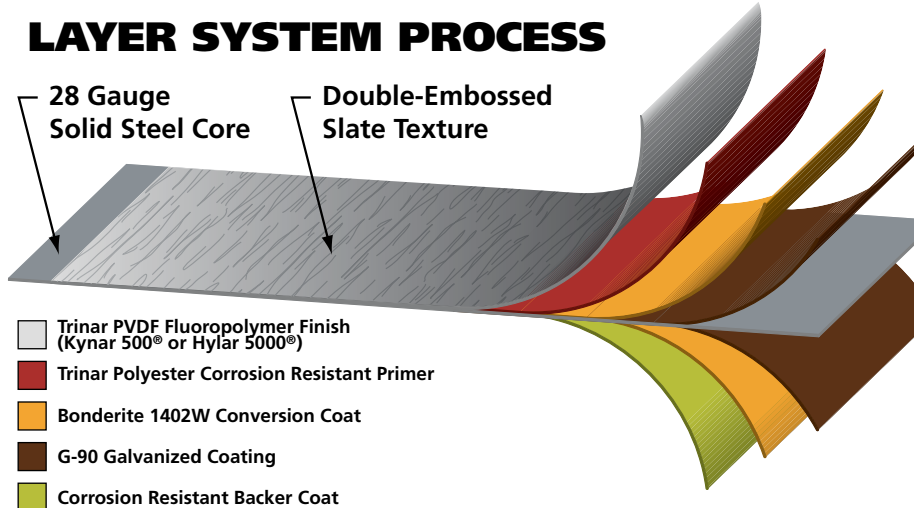 LAYER SYSTEM PROCESS
28 Gauge
Solid Steel Core
Double-Embossed
Slate Texture
Trinar PVDF Fluoropolymer Finish
(Kynar 500® or Hylar 5000®)
Trinar Polyester Corrosion Resistant Primer
Bonderite 1402W Conversion Coat
G-90 Galvanized Coating
Corrosion Resistant Backer Coat